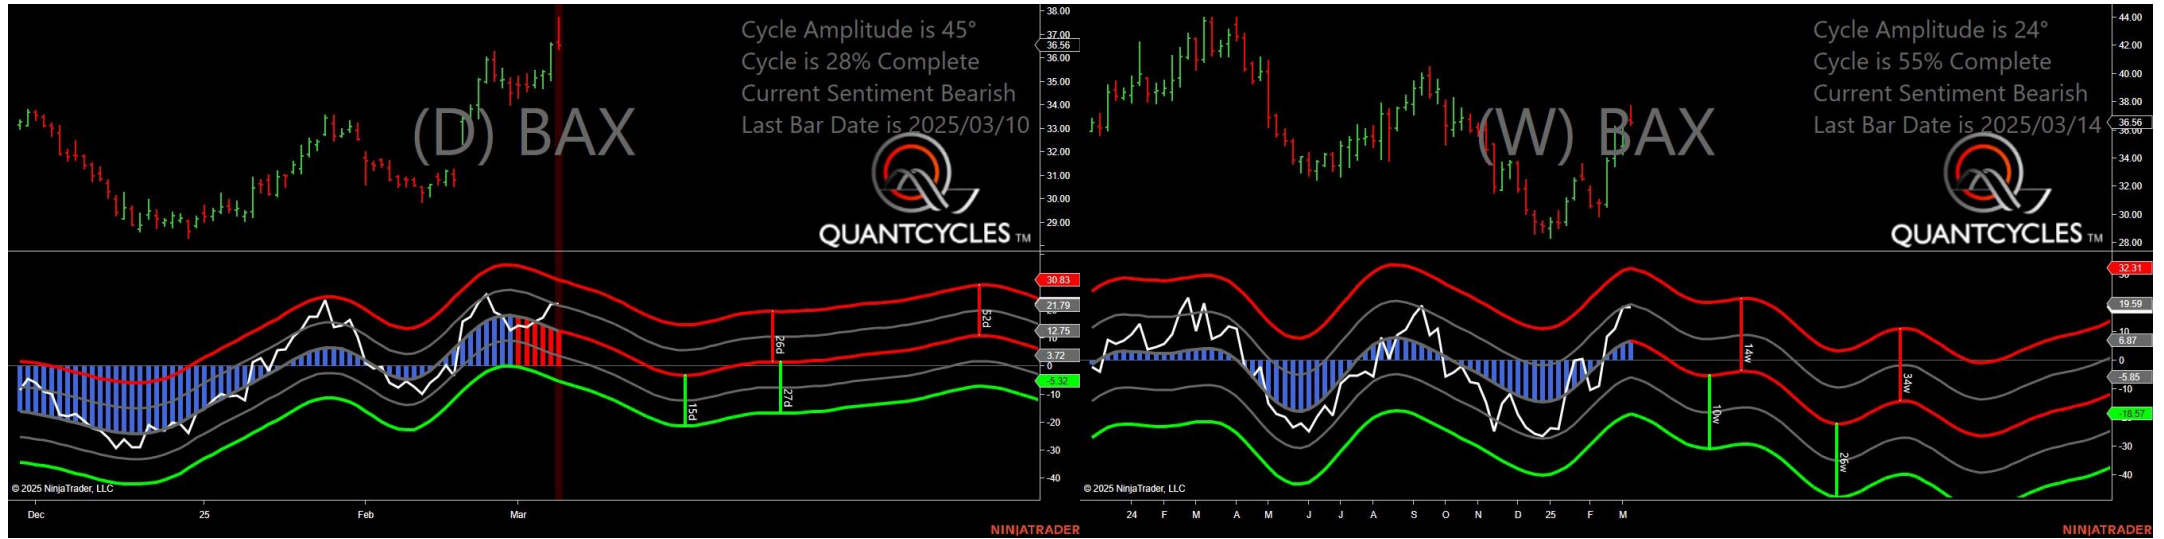 Cycle Amplitude is 45°
Cycle is 28% Complete
Current Sentiment Bearish
Last Bar Date is 2025/03/10
(D) BAX
QUANTCYCLES TM
38.00
37.00
36.56
36.00
34.00
33.00
32.00
31.00
30.00
29.00
30.83
21.79
12.75
10
3.72
0
-5.32
-10
-20
-30
-40
15d
26d
27d
52d
© 2025 NinjaTrader, LLC
Dec 25 Feb Mar
NINJATRADER
Cycle Amplitude is 24°
Cycle is 55% Complete
Current Sentiment Bearish
Last Bar Date is 2025/03/14
(W) BAX
QUANTCYCLES TM
44.00
42.00
40.00
38.00
36.56
36.00
34.00
32.00
30.00
28.00
32.31
19.59
10
6.87
0
-5.85
-10
-18.57
-30
-40
10w
14w
26w
34w
© 2025 NinjaTrader, LLC
24 F M A M J J A S O N D 25 F M
NINJATRADER